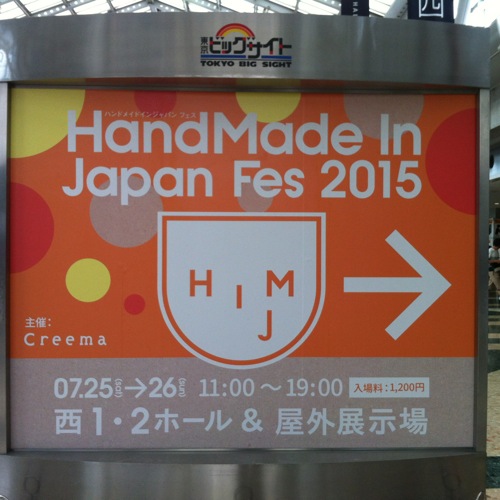 西
東京ビッグサイト
TOKYO BIG SIGHT
ハンドメイドインジャパン フェス
HandMade In
Japan Fes 2015
H I M
J
主催:
Creema
07.25(sat)→26(sun) 11:00〜19:00 入場料:1,200円
西1・2ホール & 屋外展示場